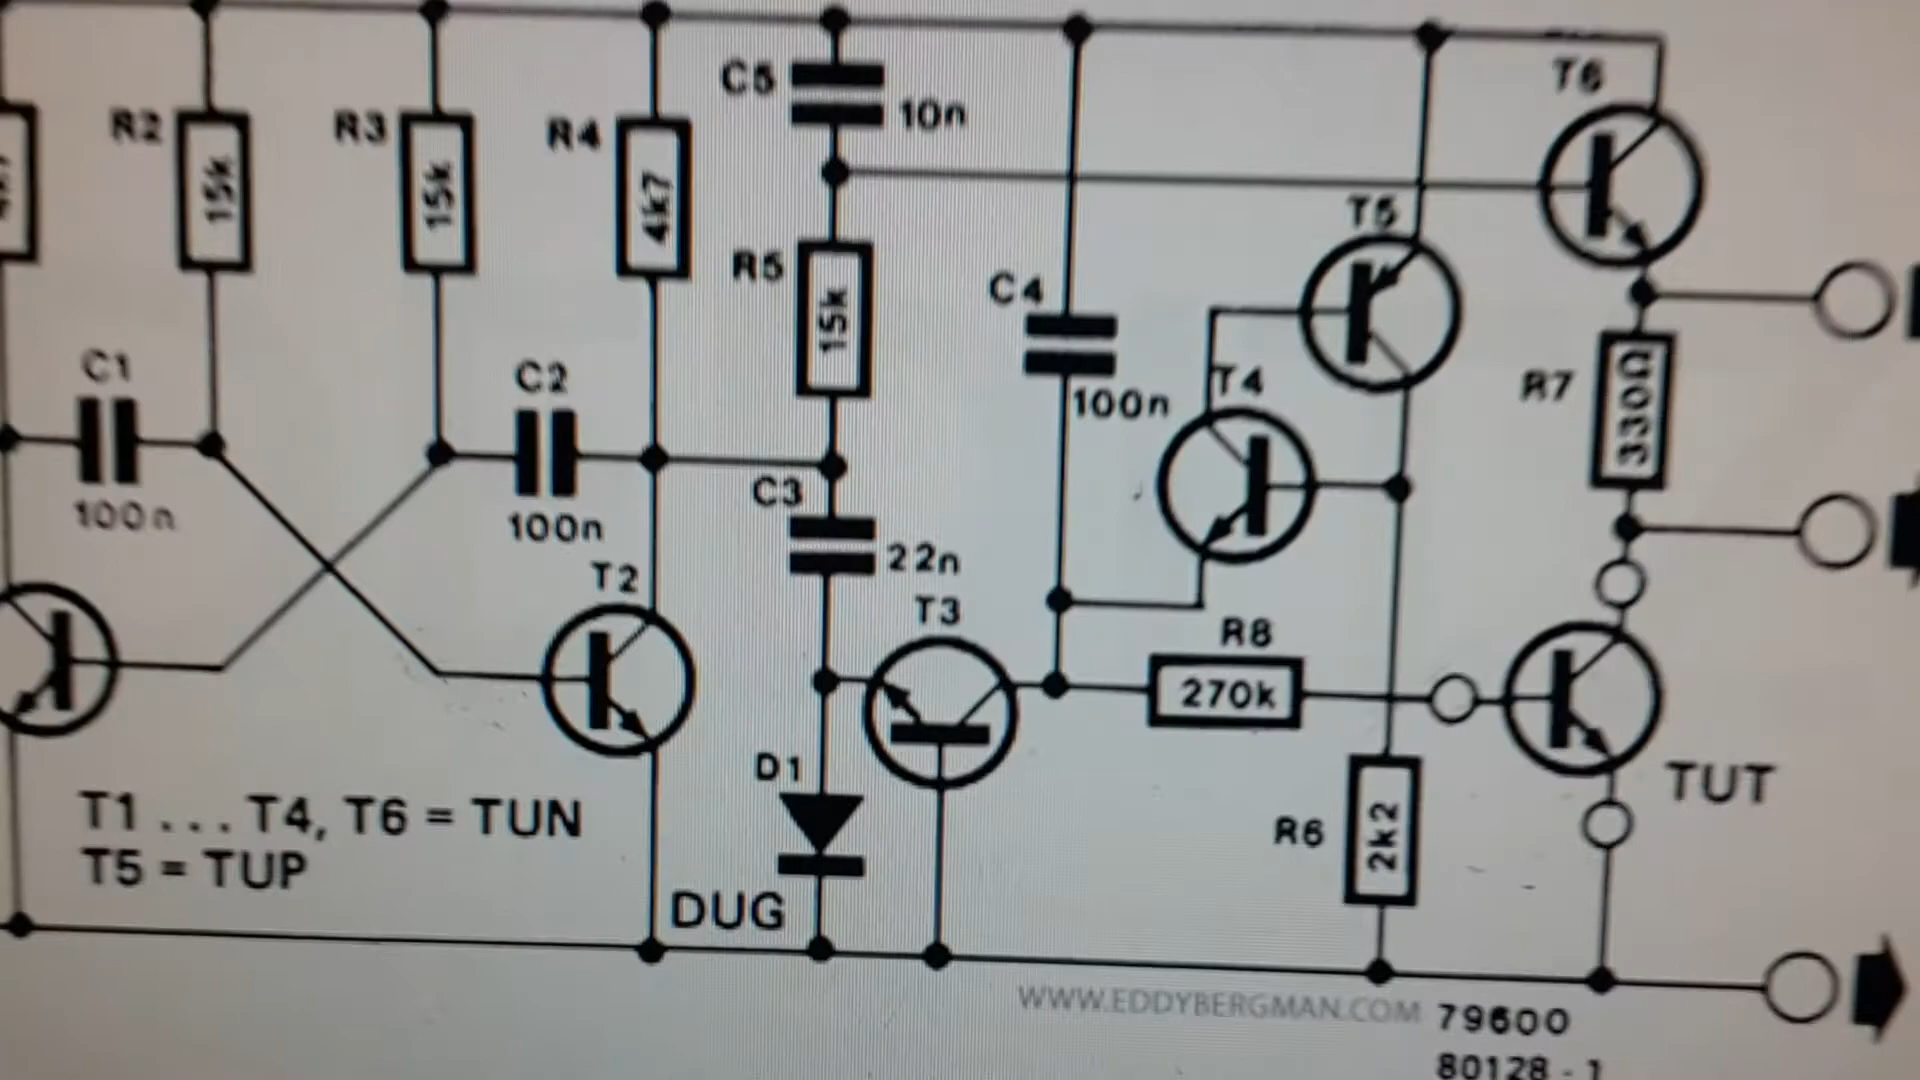 T6
C5
10n
R2
R3
R4
15k
15k
4k7
T5
R5
15k
C4
100n
T4
R7
330Ω
C1
100n
C2
100n
C3
22n
T2
T3
R8
270k
D1
TUT
T1 ... T4, T6 = TUN
T5 = TUP
R6
2k2
DUG
WWW.EDDYBERGMAN.COM
79600
80128 - 1